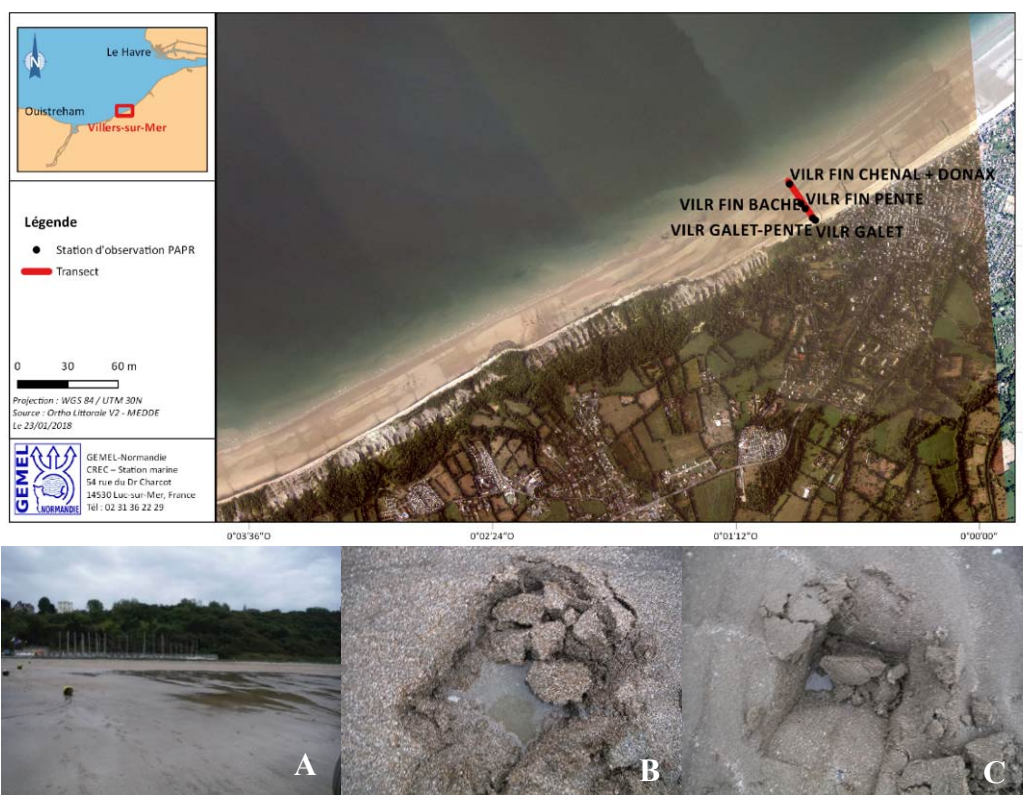 N
Le Havre
Ouistreham
Villers-sur-Mer
Légende
Station d'observation PAPR
Transect
0 30 60 m
Projection : WGS 84 / UTM 30N
Source : Ortho Littorale V2 - MEDDE
Le 23/01/2018
GEMEL
NORMANDIE
GEMEL-Normandie
CREC – Station marine
54 rue du Dr Charcot
14530 Luc-sur-Mer, France
Tél : 02 31 36 22 29
VILR FIN CHENAL + DONAX
VILR FIN BACHE
VILR FIN PENTE
VILR GALET-PENTE
VILR GALET
0°03'36"O
0°02'24"O
0°01'12"O
0°00'00"
A
B
C